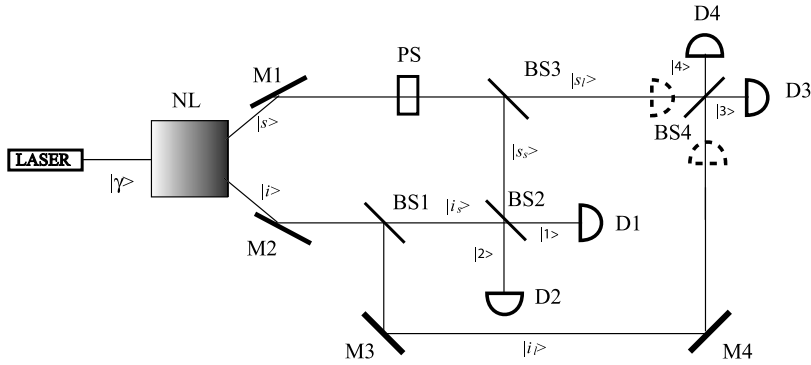 D4
PS
M1
BS3
|s_l>
|4>
D3
NL
|s>
|3>
BS4
LASER
|s_s>
|γ>
|i>
BS1
|i_s>
BS2
M2
|1>
D1
|2>
D2
M3
|i_l>
M4